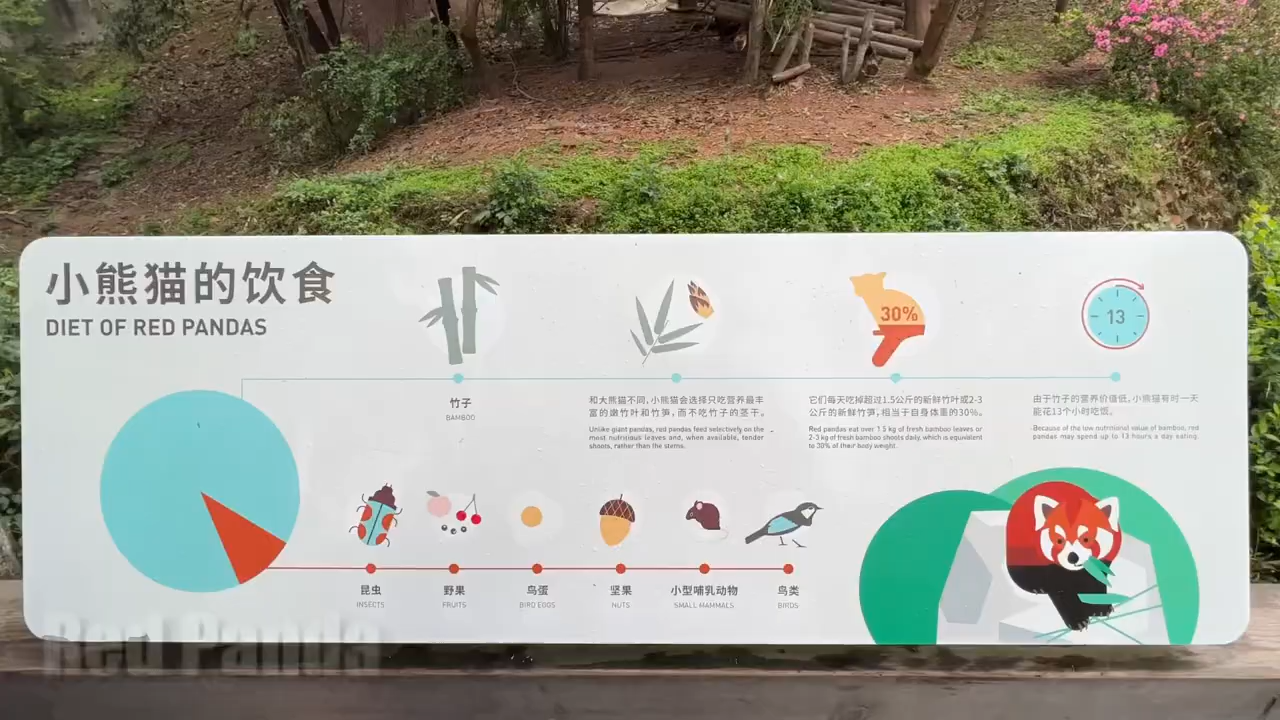 小熊猫的饮食
DIET OF RED PANDAS
30%
13
竹子
BAMBOO
和大熊猫不同,小熊猫会选择只吃营养最丰
富的嫩竹叶和竹笋,而不吃竹子的茎干。
Unlike giant pandas, red pandas feed selectively on the
most nutritious leaves and, when available, tender
shoots, rather than the stems.
它们每天吃掉超过1.5公斤的新鲜竹叶或2-3
公斤的新鲜竹笋,相当于自身体重的30%。
Red pandas eat over 1.5 kg of fresh bamboo leaves or
2-3 kg of fresh bamboo shoots daily, which is equivalent
to 30% of their body weight.
由于竹子的营养价值低,小熊猫有时一天
能花13个小时吃饭。
Because of the low nutritional value of bamboo, red
pandas may spend up to 13 hours a day eating.
昆虫
INSECTS
野果
FRUITS
鸟蛋
BIRD EGGS
坚果
NUTS
小型哺乳动物
SMALL MAMMALS
鸟类
BIRDS
Red Panda